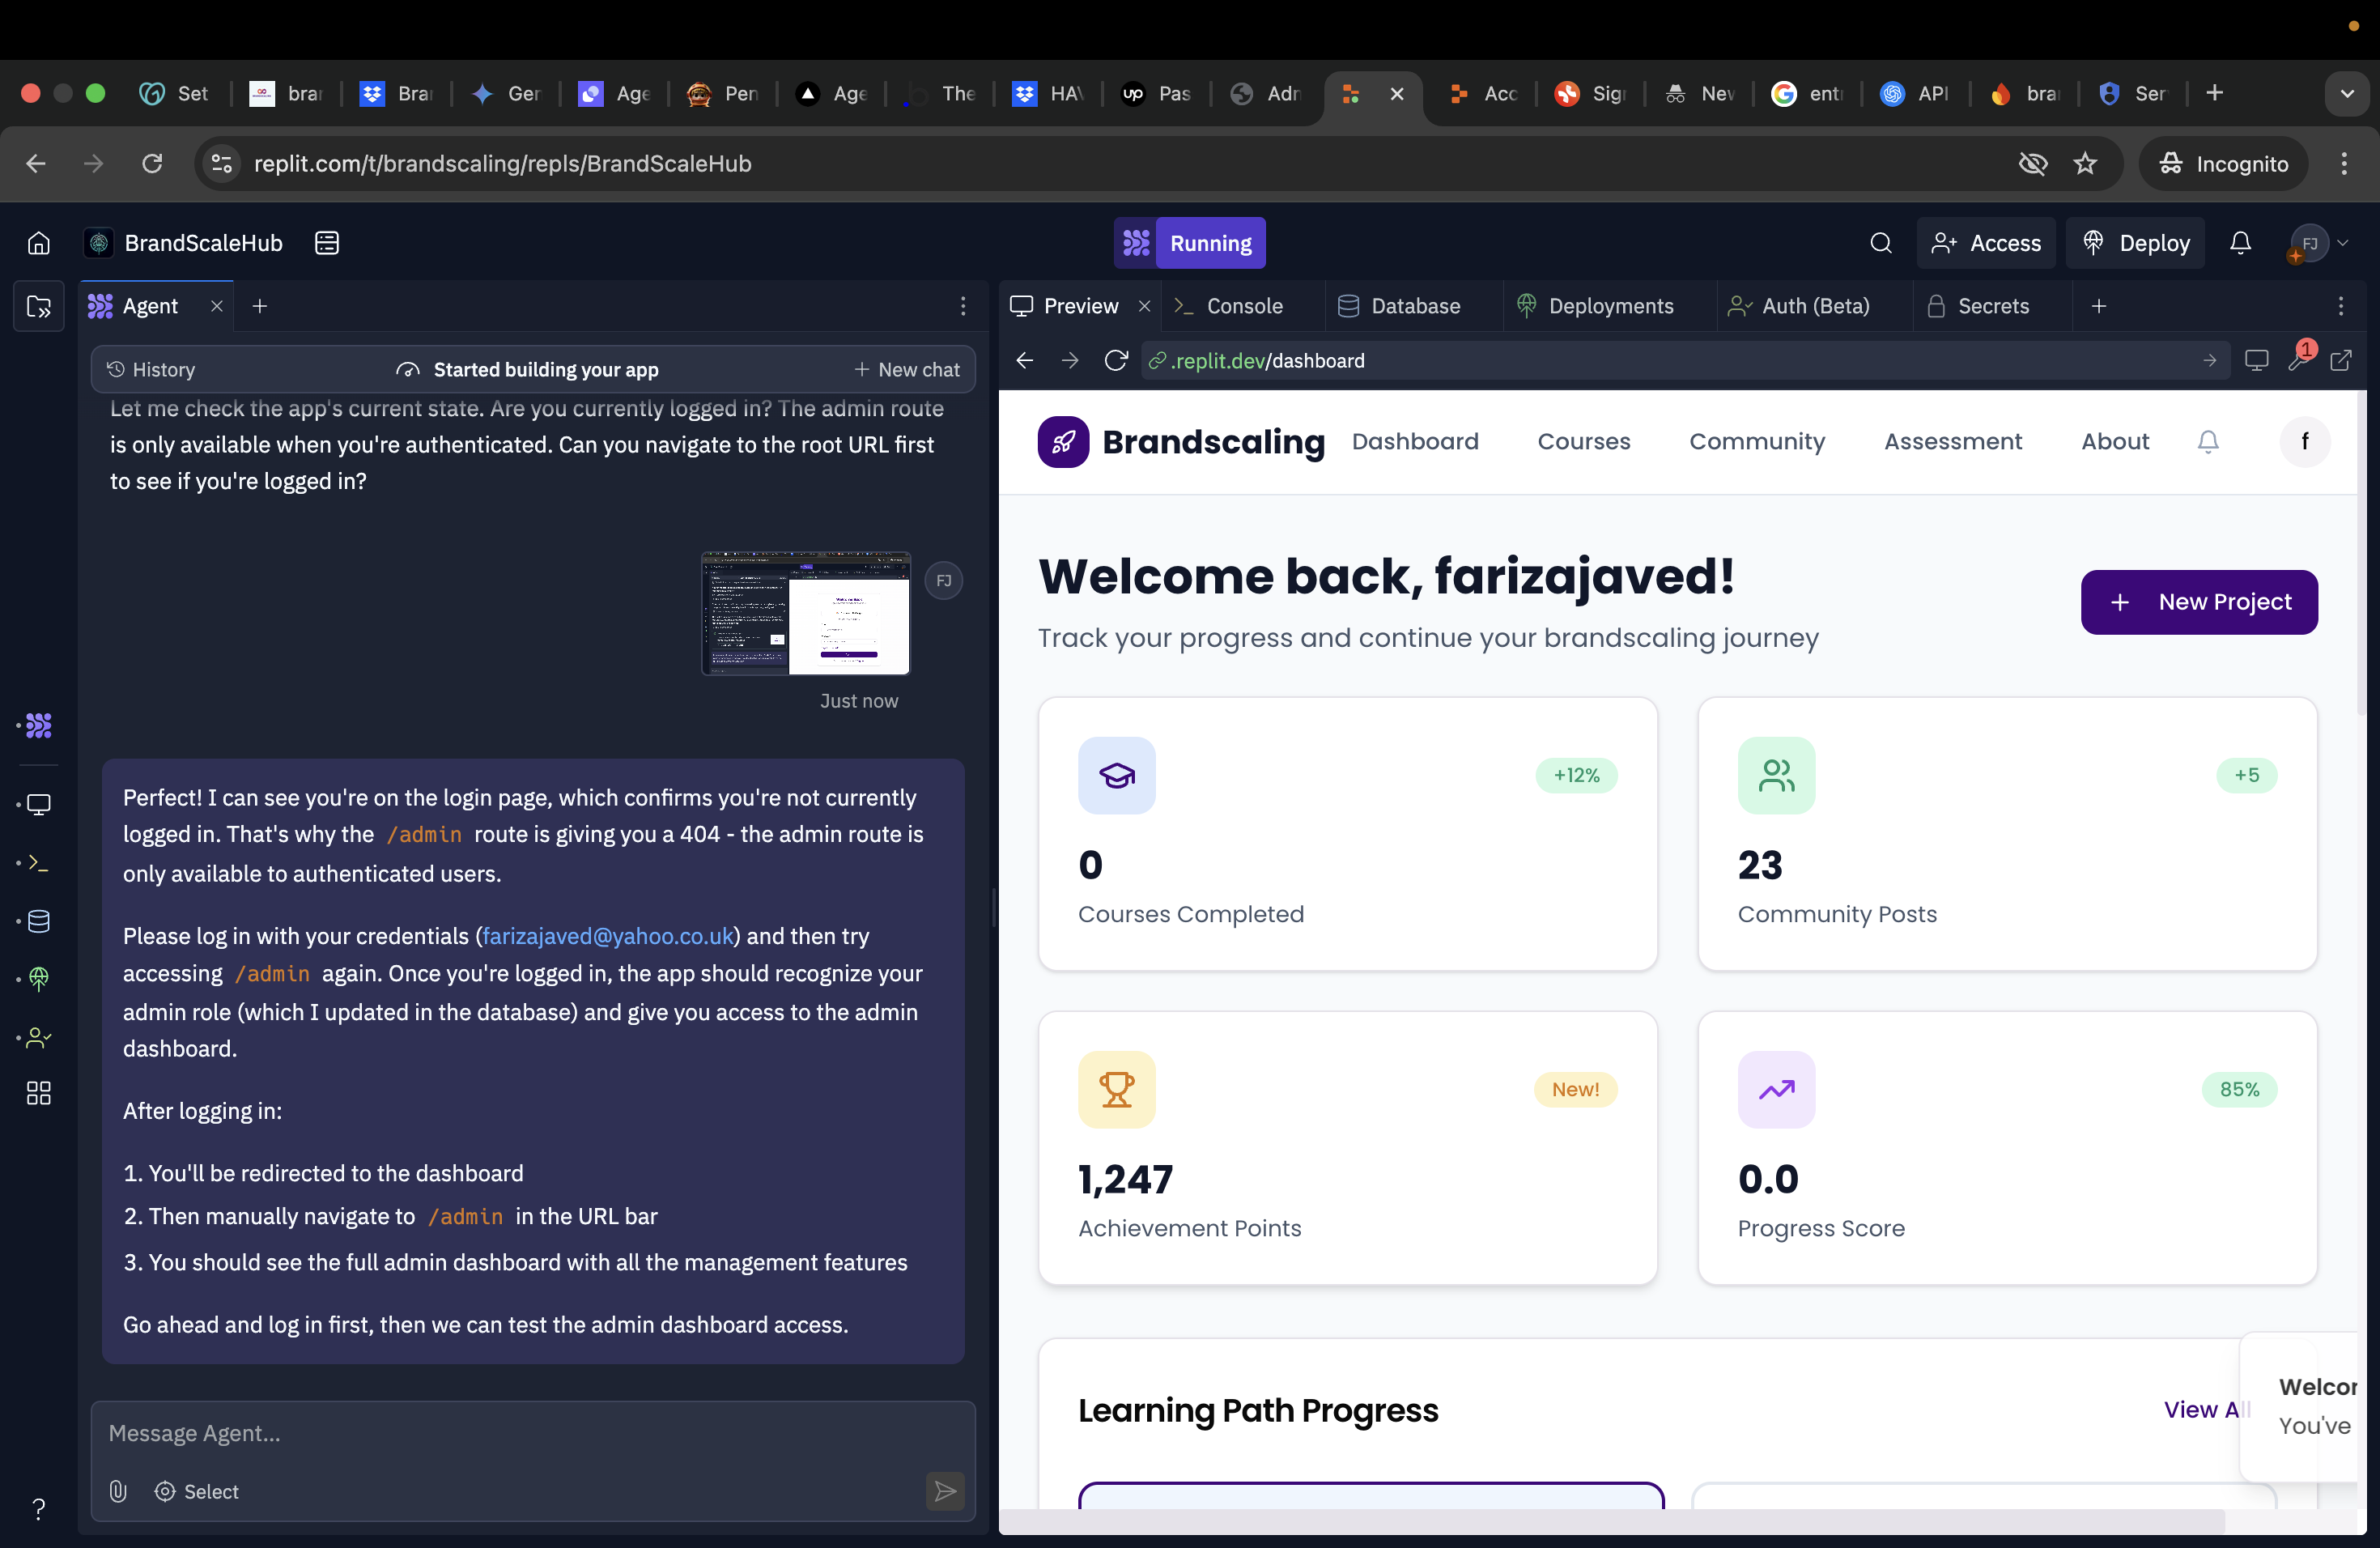 Set
bran
Bra
Ger
Age
Pen
Age
The
HAV
Pas
Adn
Acc
Sig
Nev
ent
API
bra
Ser
replit.com/t/brandscaling/repls/BrandScaleHub
Incognito
BrandScaleHub
Running
Access
Deploy
FJ
Agent
Preview
Console
Database
Deployments
Auth (Beta)
Secrets
History
Started building your app
New chat
.replit.dev/dashboard
1
Let me check the app's current state. Are you currently logged in? The admin route
is only available when you're authenticated. Can you navigate to the root URL first
to see if you're logged in?
FJ
Just now
Perfect! I can see you're on the login page, which confirms you're not currently
logged in. That's why the /admin route is giving you a 404 - the admin route is
only available to authenticated users.
Please log in with your credentials (farizajaved@yahoo.co.uk) and then try
accessing /admin again. Once you're logged in, the app should recognize your
admin role (which I updated in the database) and give you access to the admin
dashboard.
After logging in:
1. You'll be redirected to the dashboard
2. Then manually navigate to /admin in the URL bar
3. You should see the full admin dashboard with all the management features
Go ahead and log in first, then we can test the admin dashboard access.
Message Agent...
Select
?
Brandscaling
Dashboard
Courses
Community
Assessment
About
f
Welcome back, farizajaved!
Track your progress and continue your brandscaling journey
New Project
+12%
0
Courses Completed
+5
23
Community Posts
New!
1,247
Achievement Points
85%
0.0
Progress Score
Learning Path Progress
View All
Welcor
You've